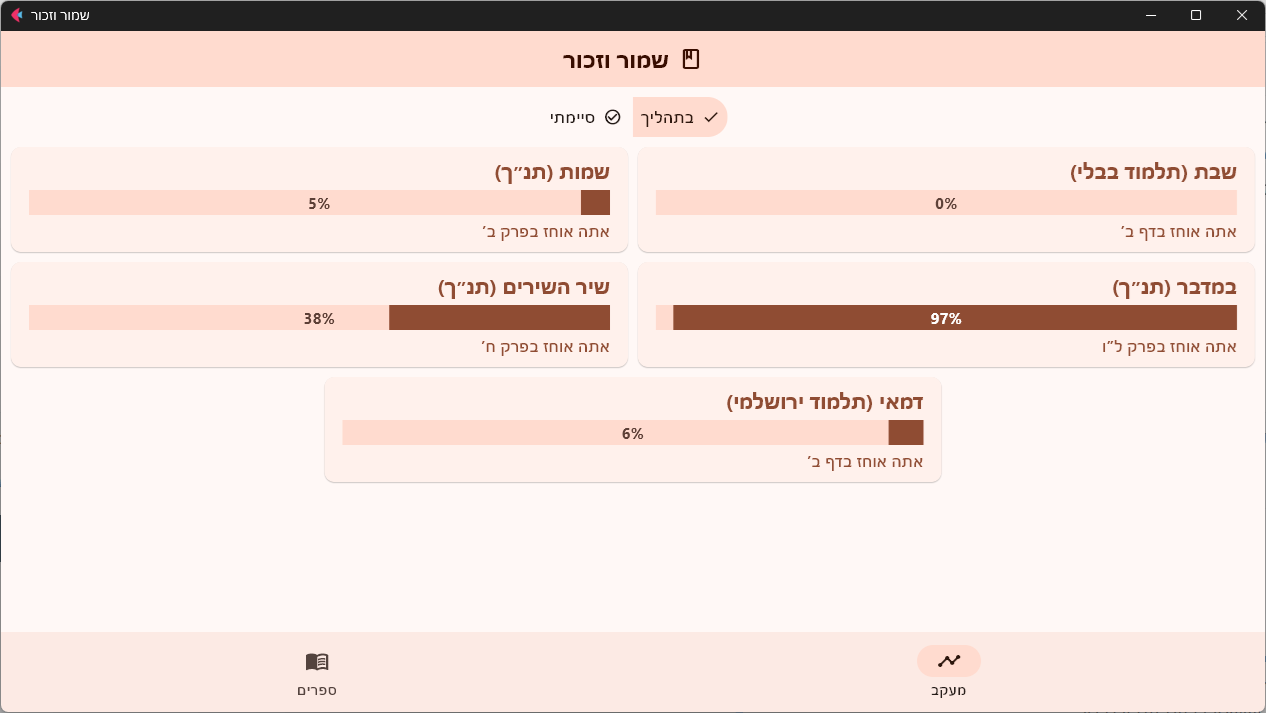 שמור וזכור
שמור וזכור
בתהליך
סיימתי
שבת (תלמוד בבלי)
0%
אתה אוחז בדף ב׳
שמות (תנ״ך)
5%
אתה אוחז בפרק ב׳
במדבר (תנ״ך)
97%
אתה אוחז בפרק ל״ו
שיר השירים (תנ״ך)
38%
אתה אוחז בפרק ח׳
דמאי (תלמוד ירושלמי)
6%
אתה אוחז בדף ב׳
מעקב
ספרים